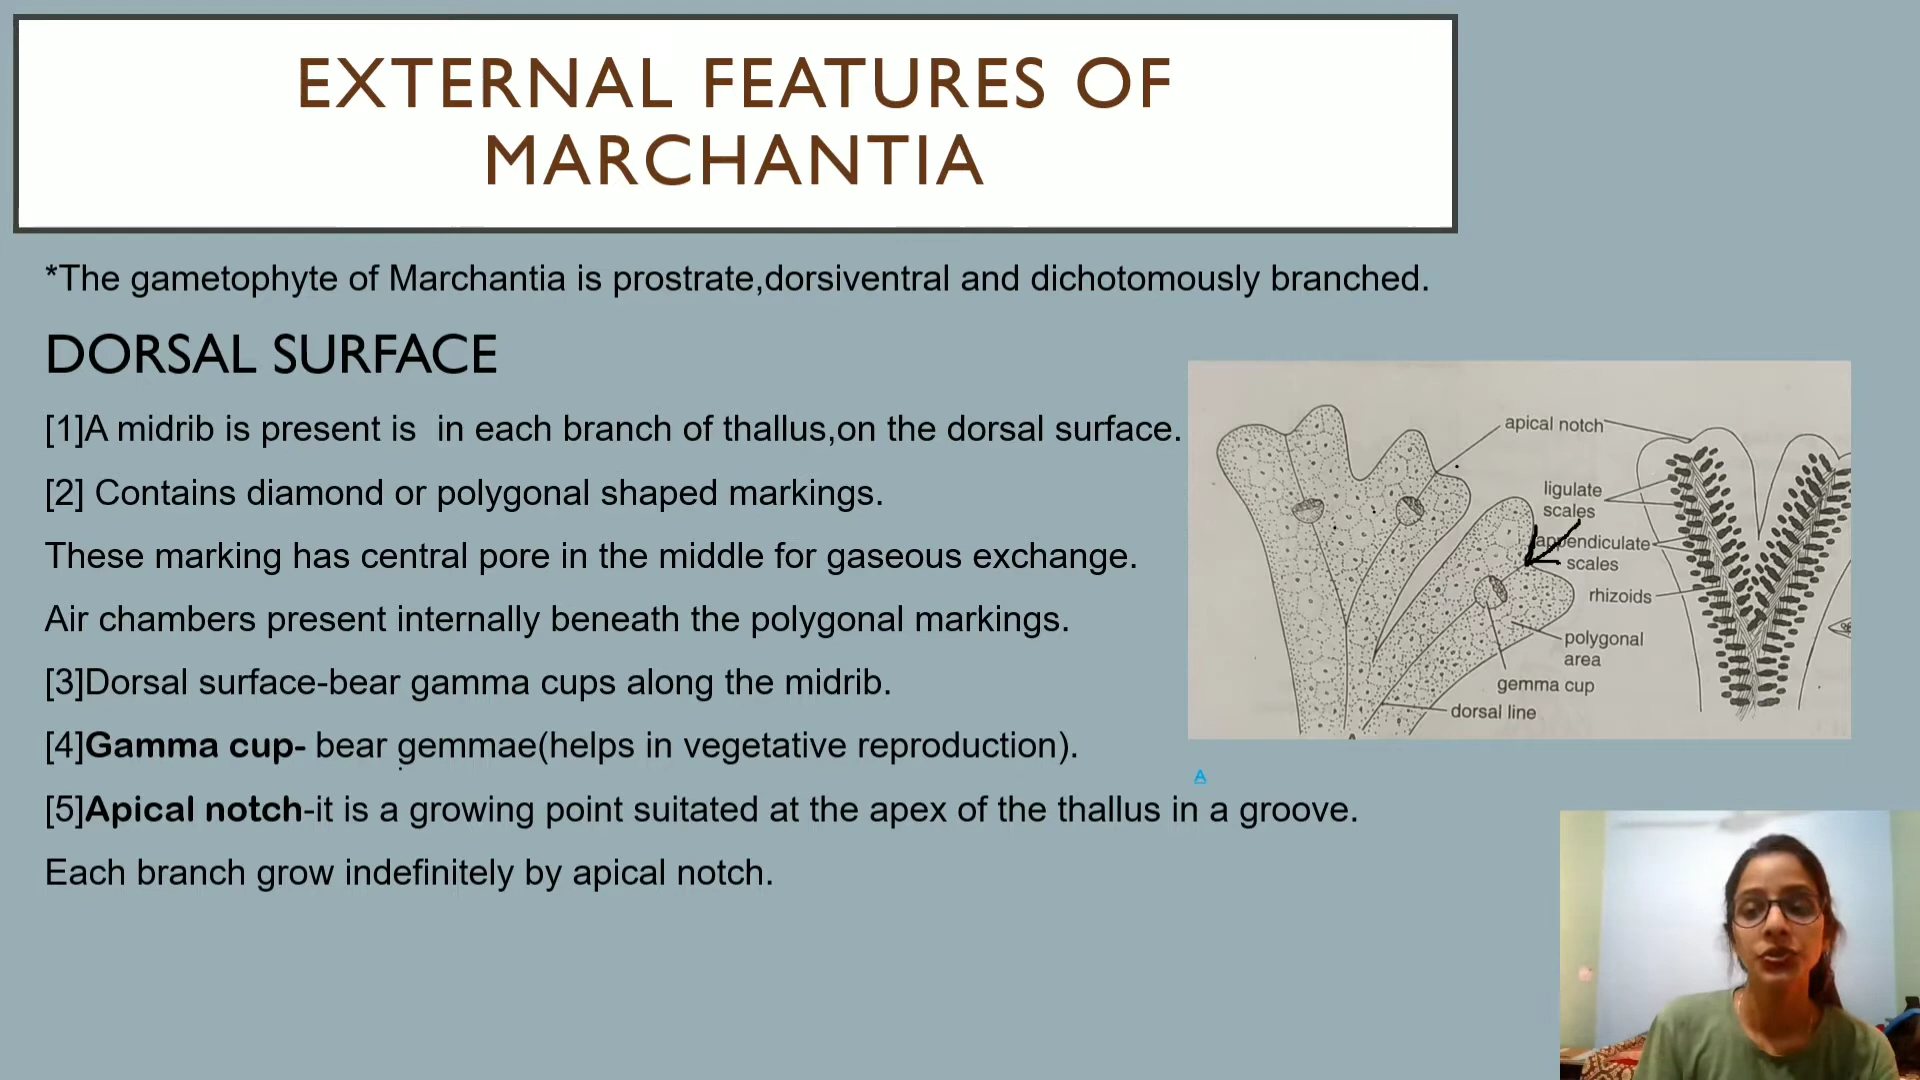 EXTERNAL FEATURES OF
MARCHANTIA
*The gametophyte of Marchantia is prostrate,dorsiventral and dichotomously branched.
DORSAL SURFACE
[1]A midrib is present is  in each branch of thallus,on the dorsal surface.
[2] Contains diamond or polygonal shaped markings.
These marking has central pore in the middle for gaseous exchange.
Air chambers present internally beneath the polygonal markings.
[3]Dorsal surface-bear gamma cups along the midrib.
[4]Gamma cup- bear gemmae(helps in vegetative reproduction).
[5]Apical notch-it is a growing point suitated at the apex of the thallus in a groove.
Each branch grow indefinitely by apical notch.
apical notch
ligulate
scales
appendiculate
scales
rhizoids
polygonal
area
gemma cup
dorsal line
A